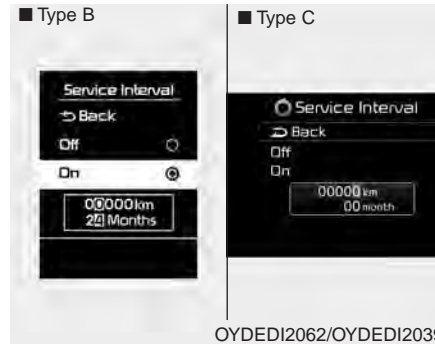 ■ Type B
Service Interval
Back
Off
On
00000km
24 Months
■ Type C
Service Interval
Back
Off
On
00000 km
00 month
OYDEDI2062/OYDEDI2039